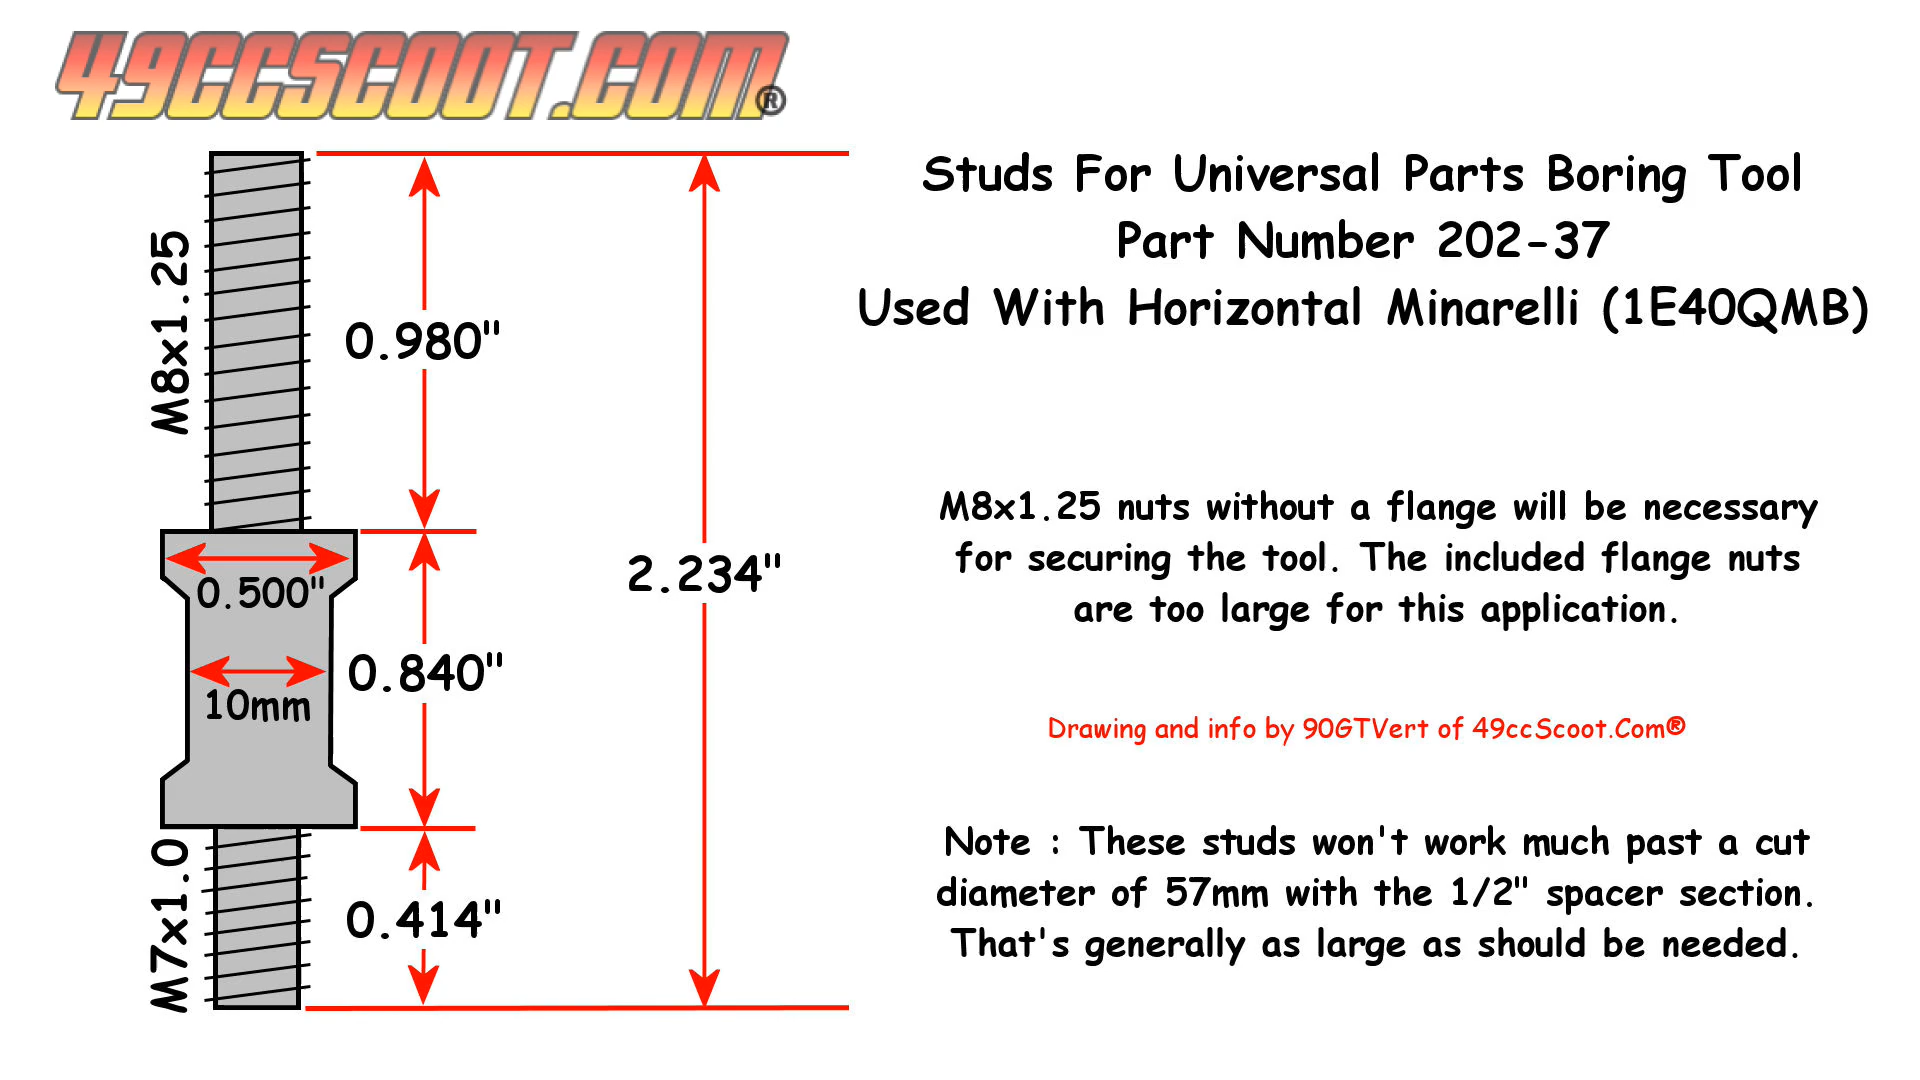 49CCSCOOT.COM®
Studs For Universal Parts Boring Tool
Part Number 202-37
Used With Horizontal Minarelli (1E40QMB)
M8x1.25
0.980"
2.234"
0.500"
0.840"
10mm
M7x1.0
0.414"
M8x1.25 nuts without a flange will be necessary
for securing the tool. The included flange nuts
are too large for this application.
Drawing and info by 90GTVert of 49ccScoot.Com®
Note : These studs won't work much past a cut
diameter of 57mm with the 1/2" spacer section.
That's generally as large as should be needed.